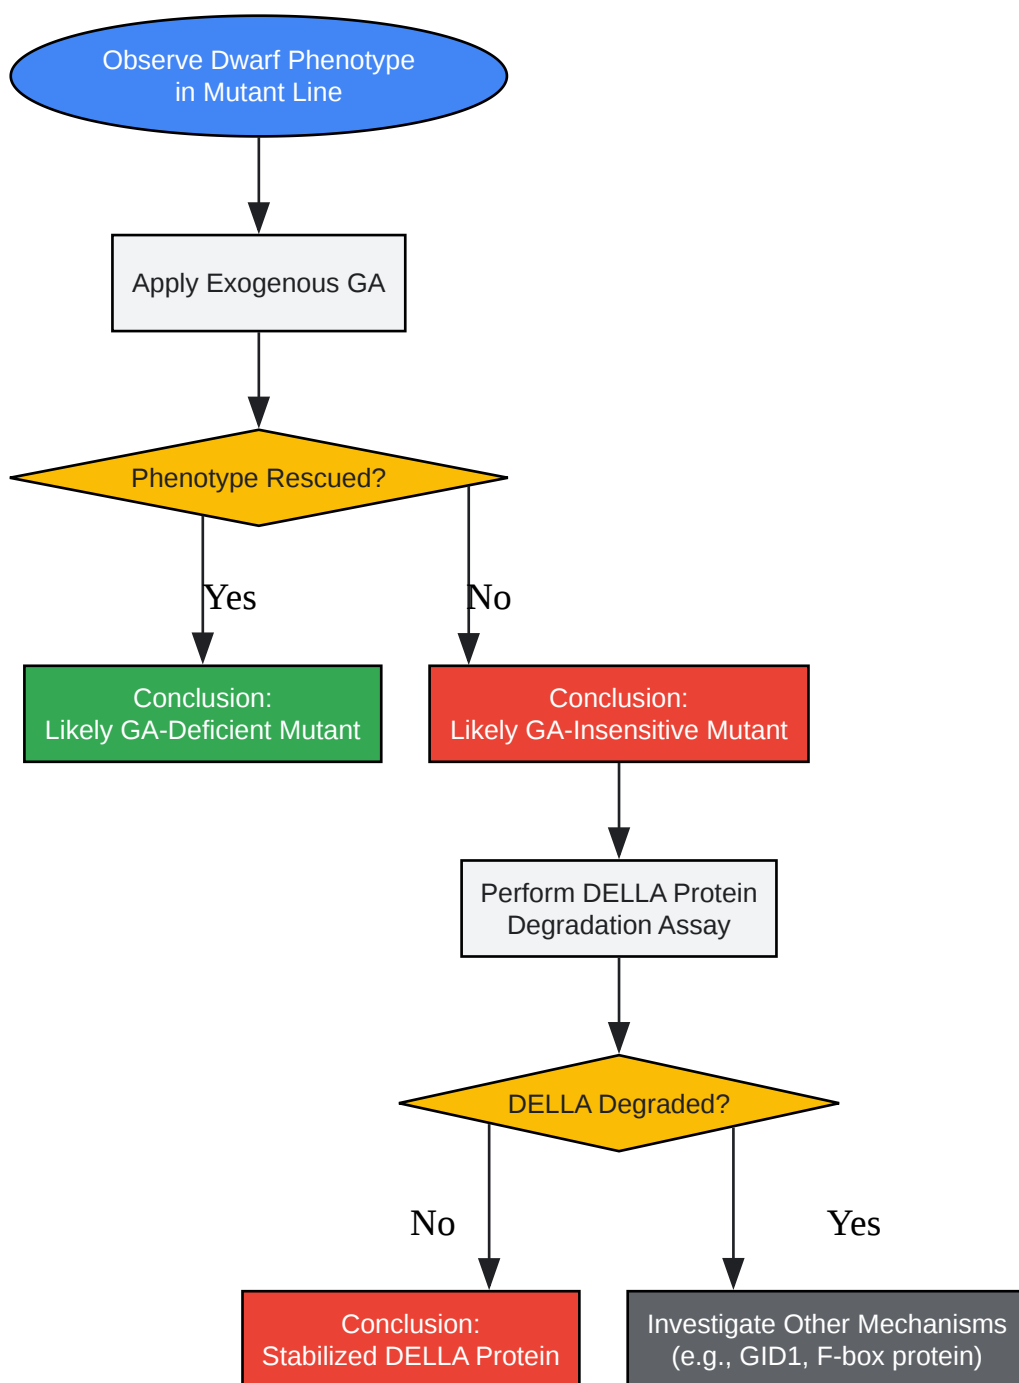 Observe Dwarf Phenotype
in Mutant Line
Apply Exogenous GA
Phenotype Rescued?
Yes
No
Conclusion:
Likely GA-Deficient Mutant
Conclusion:
Likely GA-Insensitive Mutant
Perform DELLA Protein
Degradation Assay
DELLA Degraded?
No
Yes
Conclusion:
Stabilized DELLA Protein
Investigate Other Mechanisms
(e.g., GID1, F-box protein)